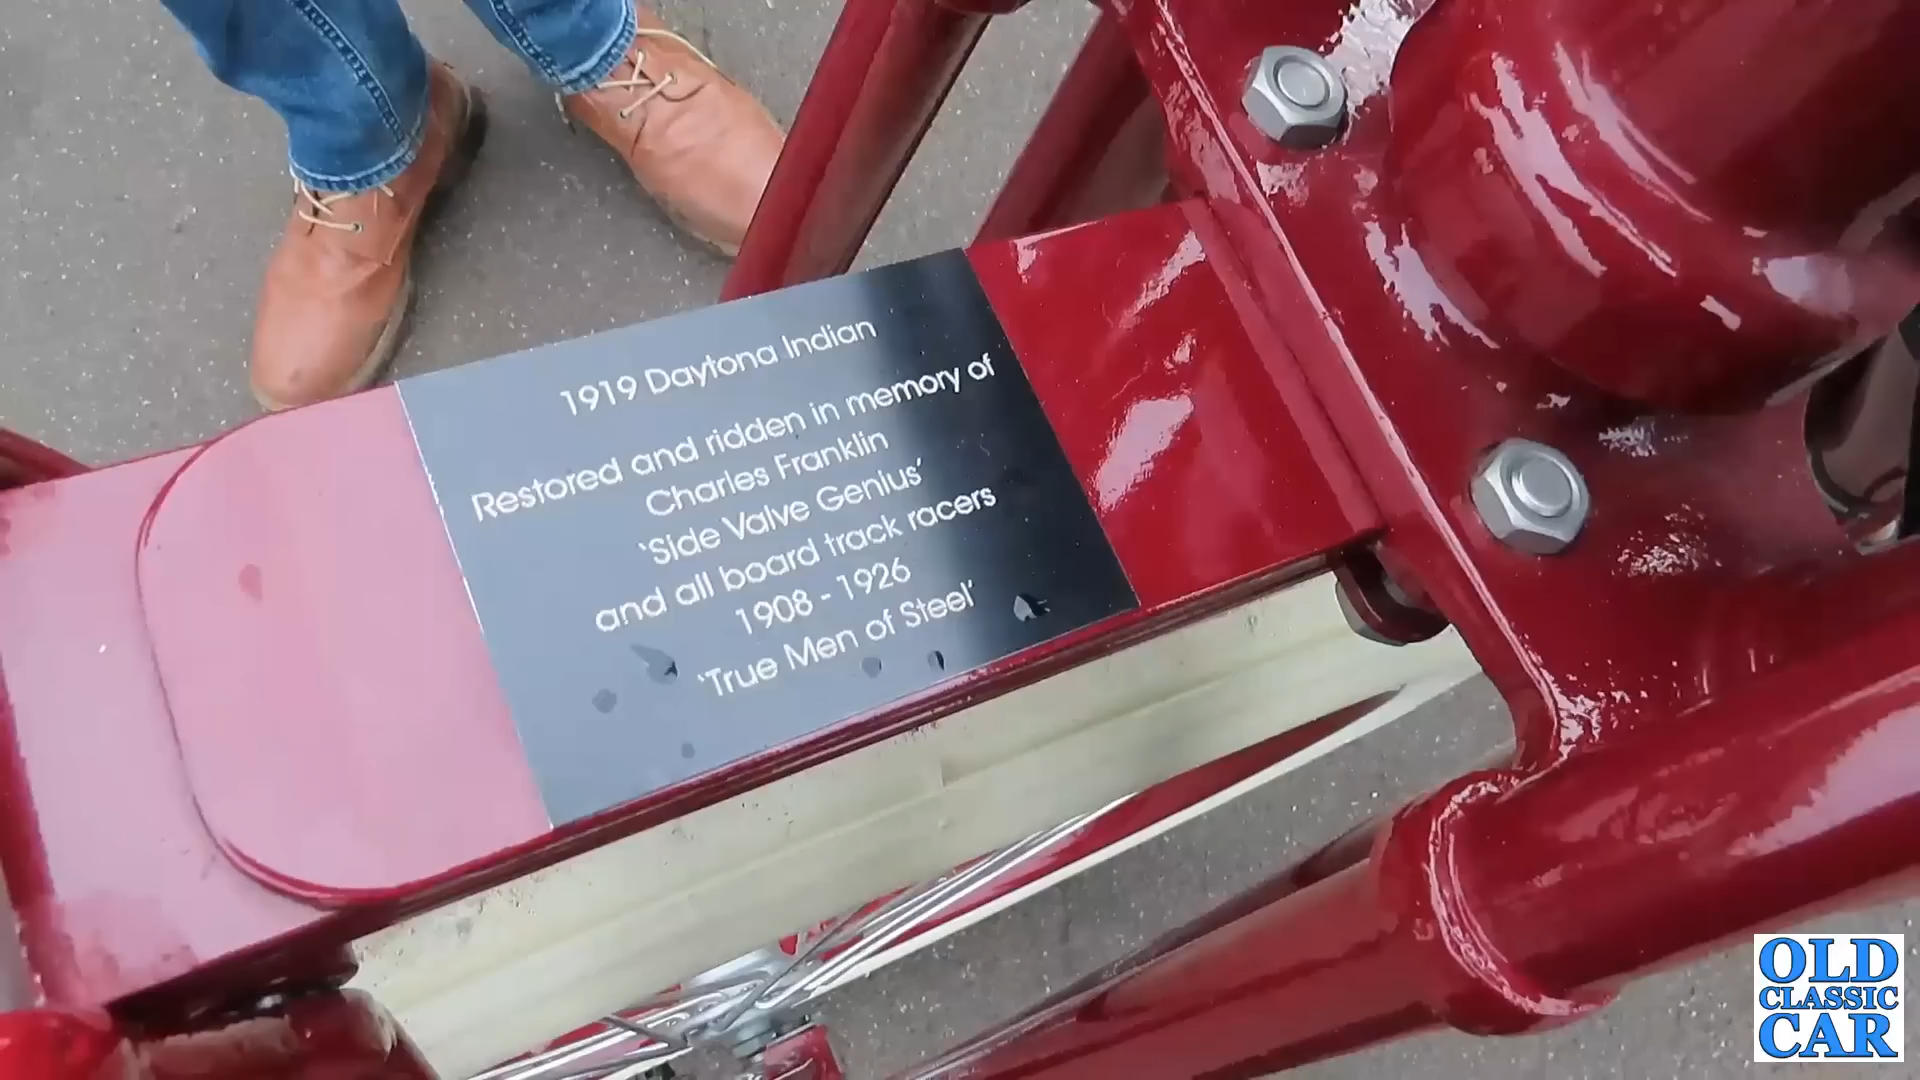 1919 Daytona Indian
Restored and ridden in memory of
Charles Franklin
'Side Valve Genius'
and all board track racers
1908 - 1926
'True Men of Steel'
OLD
CLASSIC
CAR